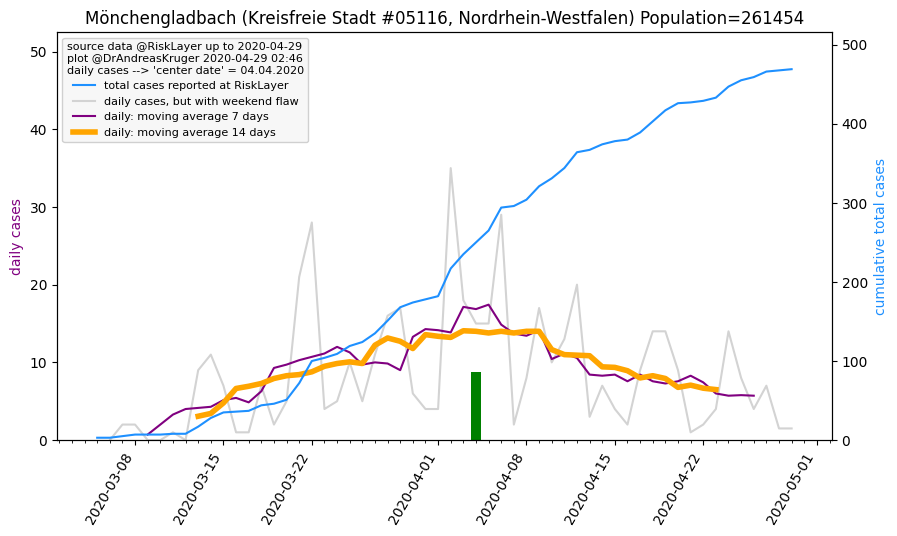 Mönchengladbach (Kreisfreie Stadt #05116, Nordrhein-Westfalen) Population=261454
source data @RiskLayer up to 2020-04-29
plot @DrAndreasKruger 2020-04-29 02:46
daily cases --> 'center date' = 04.04.2020
total cases reported at RiskLayer
daily cases, but with weekend flaw
daily: moving average 7 days
daily: moving average 14 days
50
40
30
20
10
0
daily cases
500
400
300
200
100
0
cumulative total cases
2020-03-08
2020-03-15
2020-03-22
2020-04-01
2020-04-08
2020-04-15
2020-04-22
2020-05-01